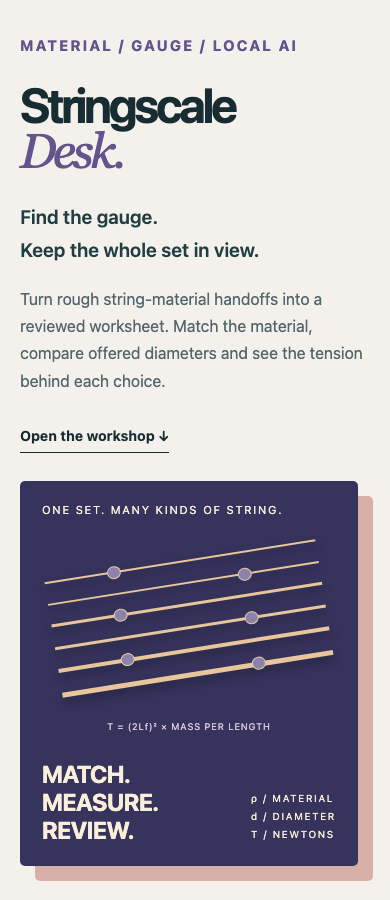 MATERIAL / GAUGE / LOCAL AI
Stringscale
Desk.
Find the gauge.
Keep the whole set in view.
Turn rough string-material handoffs into a
reviewed worksheet. Match the material,
compare offered diameters and see the tension
behind each choice.
Open the workshop ↓
ONE SET. MANY KINDS OF STRING.
T = (2Lf)² × MASS PER LENGTH
MATCH.
MEASURE.
REVIEW.
ρ / MATERIAL
d / DIAMETER
T / NEWTONS